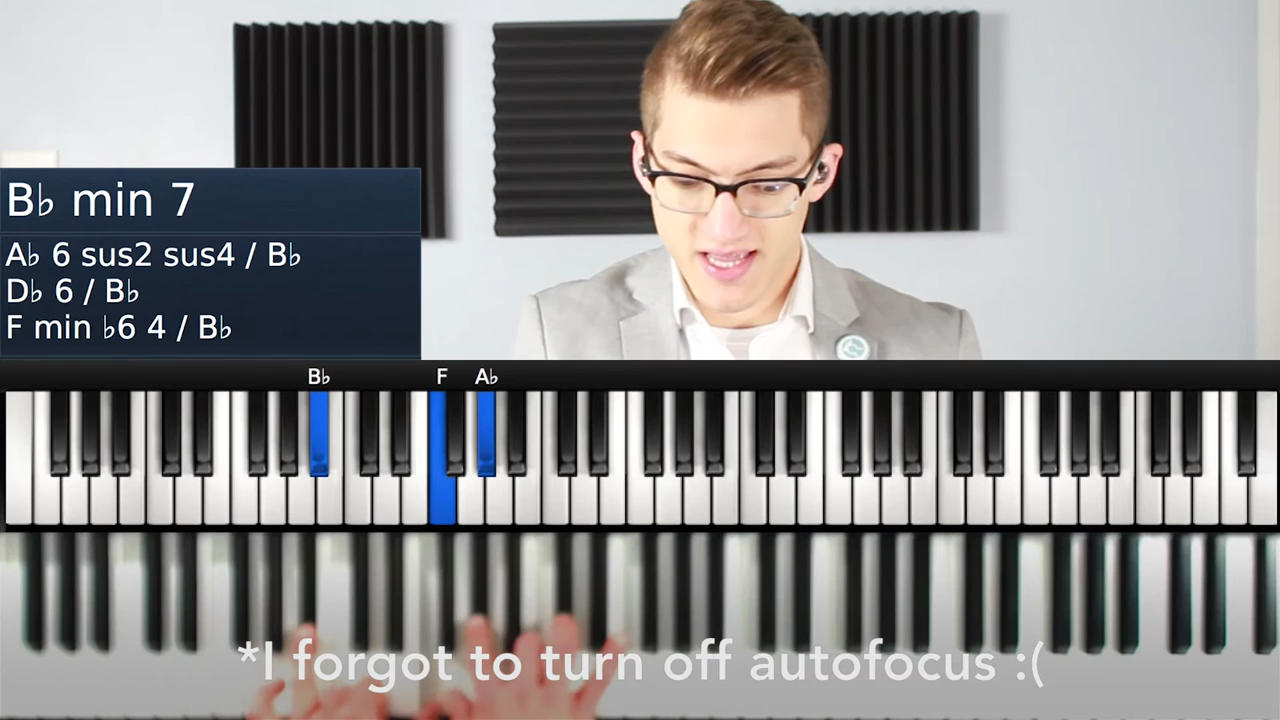 B♭ min 7
A♭ 6 sus2 sus4 / B♭
D♭ 6 / B♭
F min ♭6 4 / B♭
B♭ F A♭
*I forgot to turn off autofocus :(